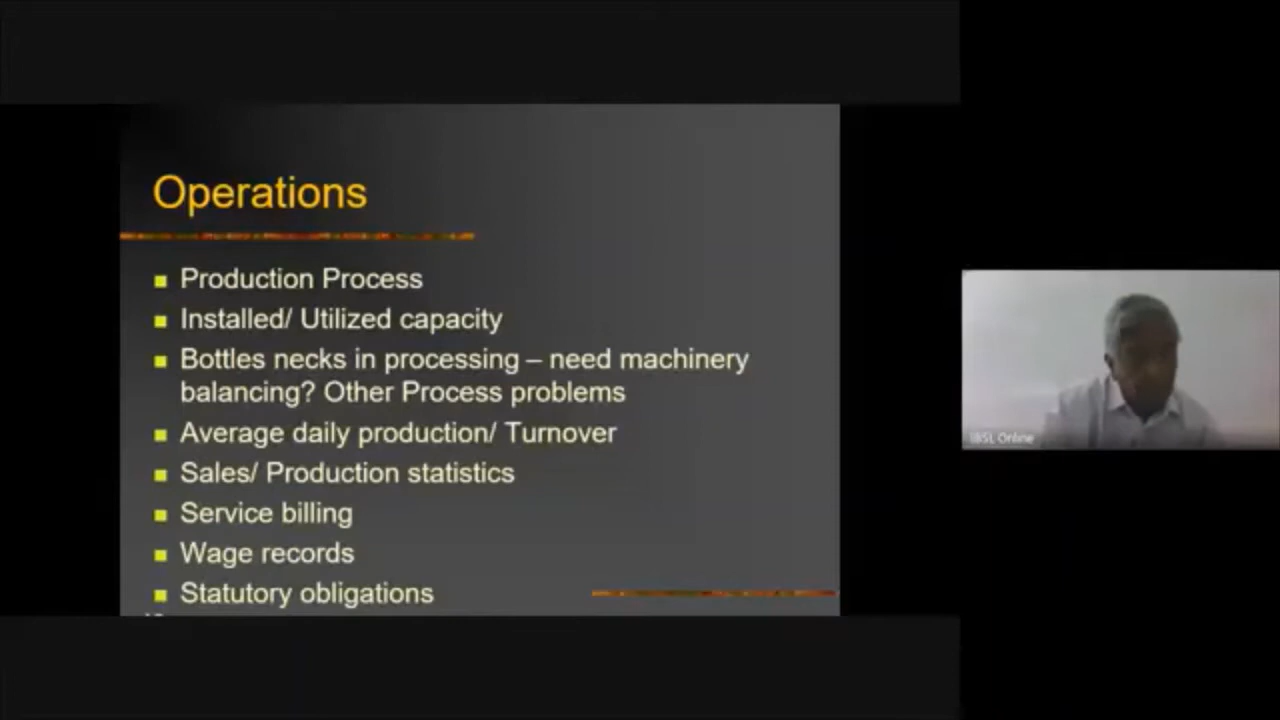 Operations
Production Process
Installed/ Utilized capacity
Bottles necks in processing – need machinery
balancing? Other Process problems
Average daily production/ Turnover
Sales/ Production statistics
Service billing
Wage records
Statutory obligations
IBSL Online